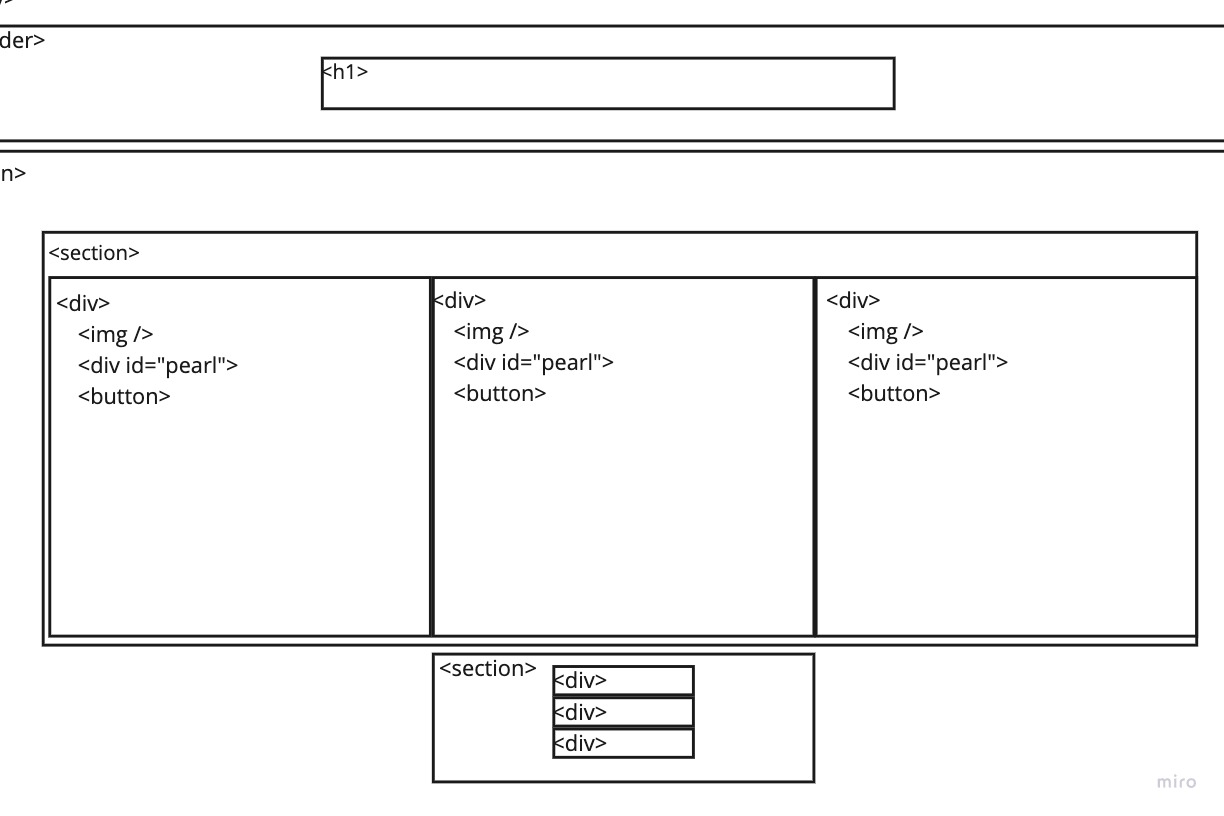 der>
<h1>
n>
<section>
<div>
<img />
<div id="pearl">
<button>
<div>
<img />
<div id="pearl">
<button>
<div>
<img />
<div id="pearl">
<button>
<section>
<div>
<div>
<div>
miro